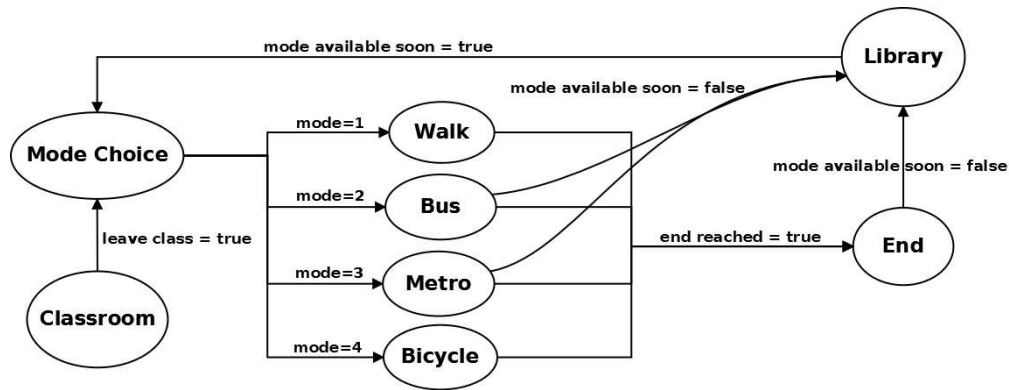 Library
mode available soon = true
mode available soon = false
mode=1
Walk
Mode Choice
mode available soon = false
mode=2
Bus
leave class = true
end reached = true
End
mode=3
Metro
Classroom
mode=4
Bicycle